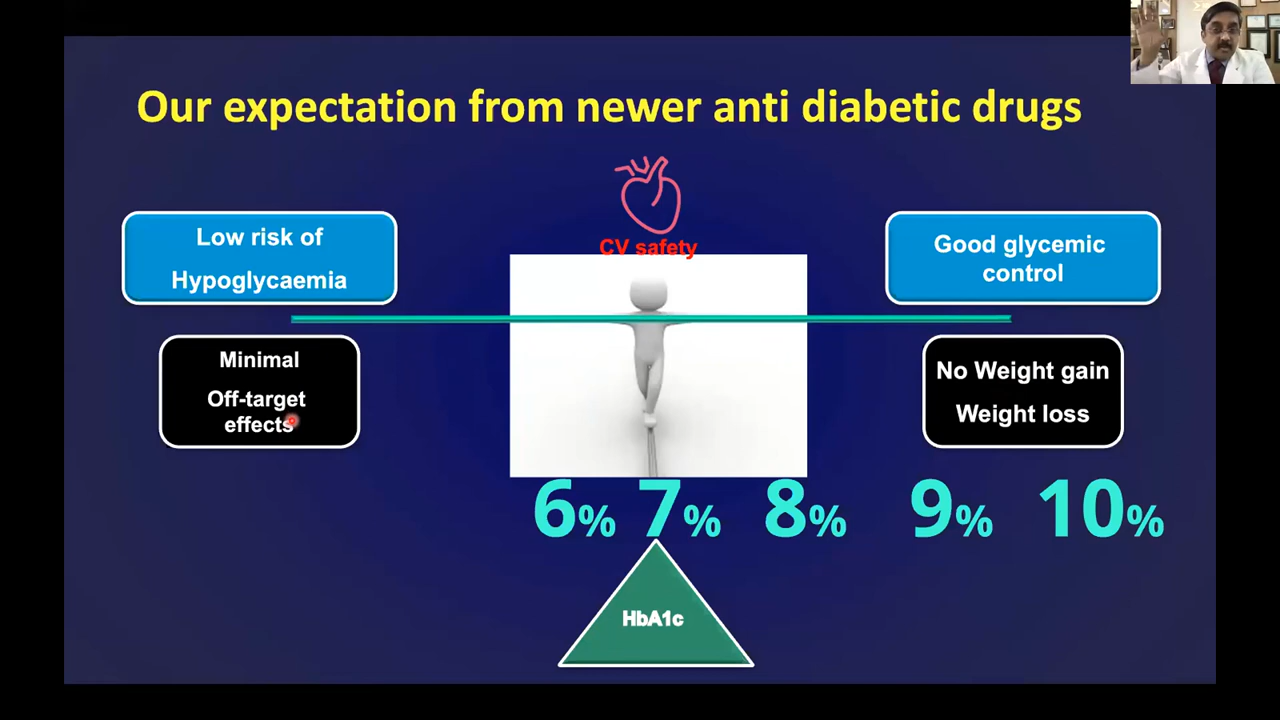 Our expectation from newer anti diabetic drugs
CV safety
Low risk of
Hypoglycaemia
Good glycemic
control
Minimal
Off-target
effects
No Weight gain
Weight loss
6% 7% 8% 9% 10%
HbA1c